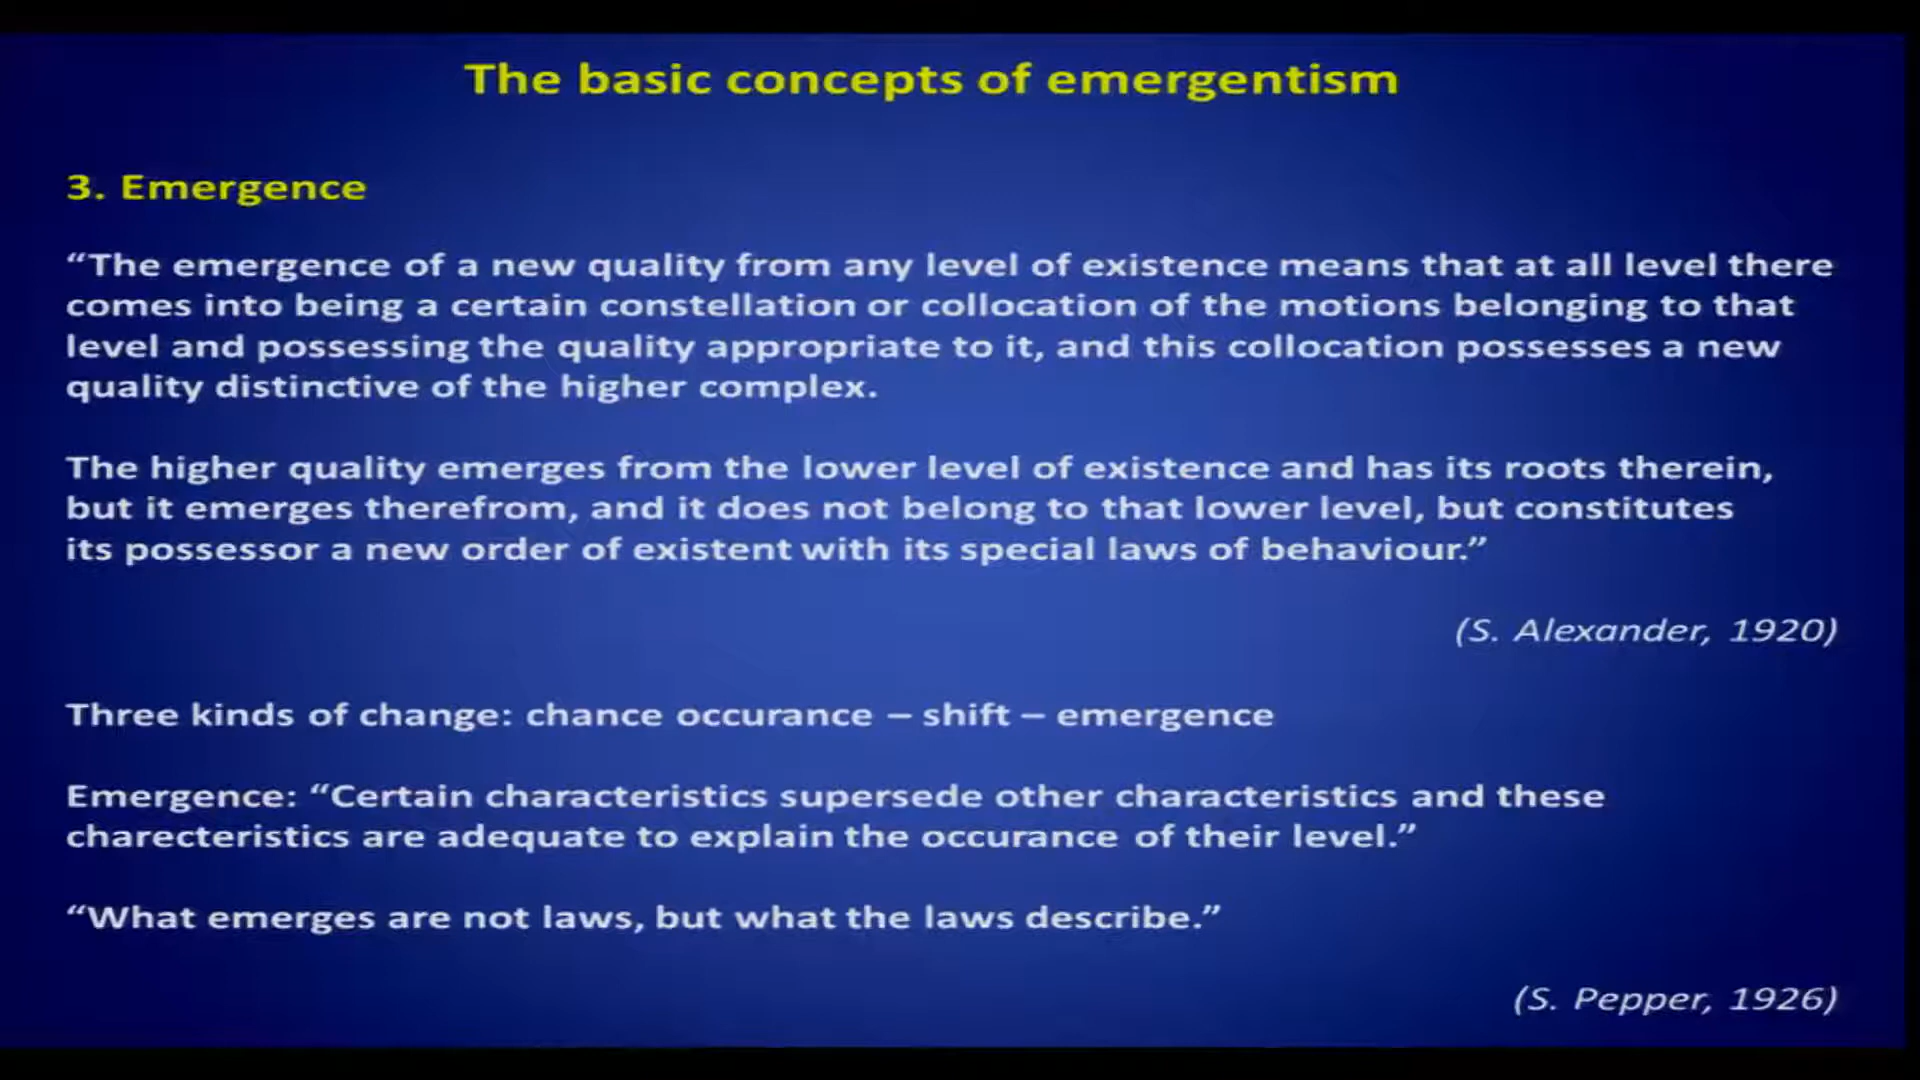 The basic concepts of emergentism
3. Emergence
“The emergence of a new quality from any level of existence means that at all level there
comes into being a certain constellation or collocation of the motions belonging to that
level and possessing the quality appropriate to it, and this collocation possesses a new
quality distinctive of the higher complex.
The higher quality emerges from the lower level of existence and has its roots therein,
but it emerges therefrom, and it does not belong to that lower level, but constitutes
its possessor a new order of existent with its special laws of behaviour.”
(S. Alexander, 1920)
Three kinds of change: chance occurance – shift – emergence
Emergence: “Certain characteristics supersede other characteristics and these
charecteristics are adequate to explain the occurance of their level.”
“What emerges are not laws, but what the laws describe.”
(S. Pepper, 1926)